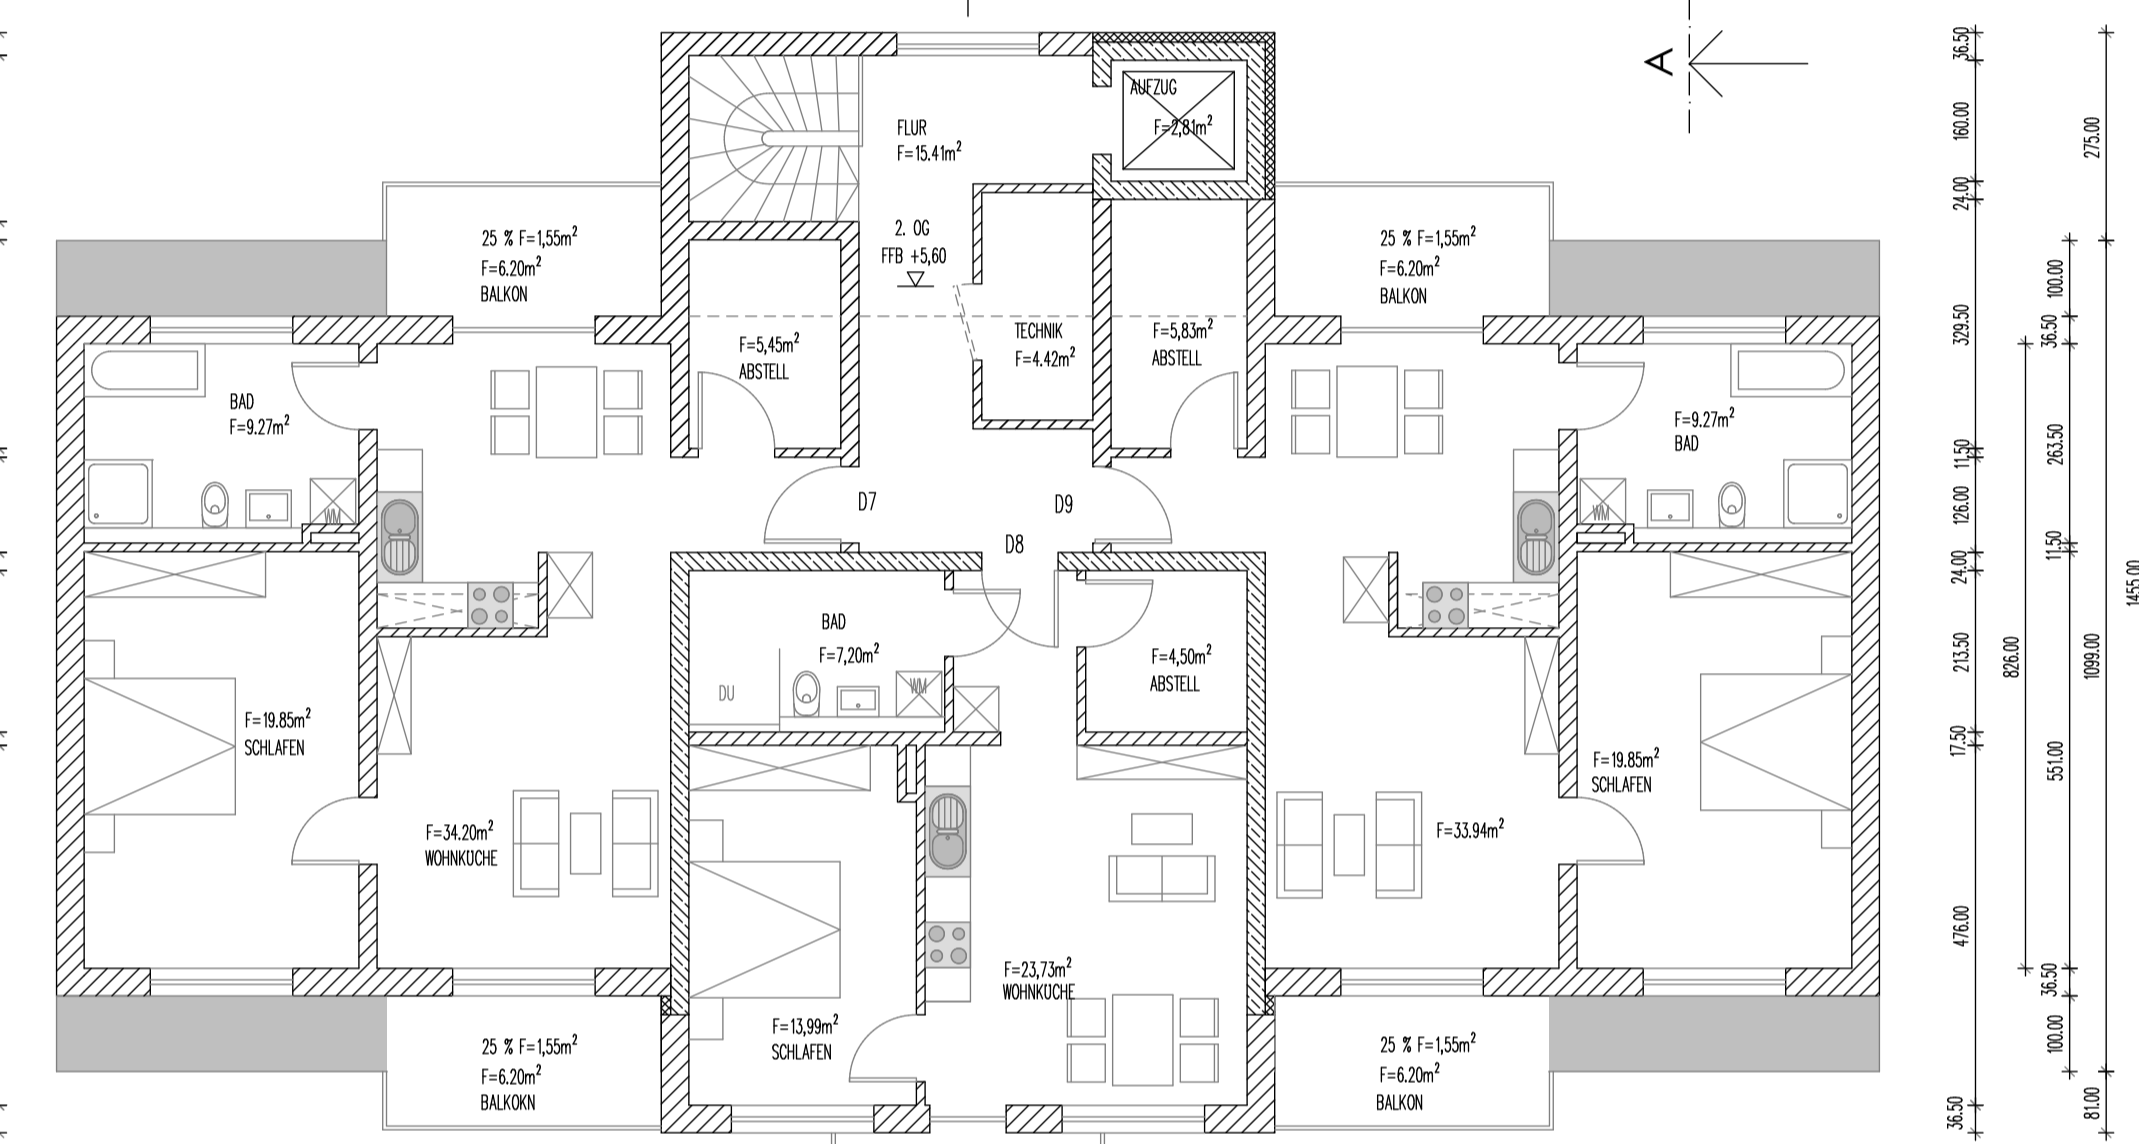 A
AUFZUG
F=2,81m²
FLUR
F=15.41m²
2. OG
FFB +5,60
25 % F=1,55m²
F=6.20m²
BALKON
25 % F=1,55m²
F=6.20m²
BALKON
F=5,45m²
ABSTELL
TECHNIK
F=4.42m²
F=5,83m²
ABSTELL
BAD
F=9.27m²
WM
F=9.27m²
BAD
WM
D7
D9
D8
BAD
F=7,20m²
DU
WM
F=4,50m²
ABSTELL
F=19.85m²
SCHLAFEN
F=34.20m²
WOHNKÜCHE
F=33.94m²
F=19.85m²
SCHLAFEN
F=23,73m²
WOHNKÜCHE
F=13,99m²
SCHLAFEN
25 % F=1,55m²
F=6.20m²
BALKOKN
25 % F=1,55m²
F=6.20m²
BALKON
36.50
160.00
24.00
329.50
11.50
126.00
24.00
213.50
17.50
476.00
36.50
826.00
100.00
36.50
263.50
11.50
551.00
36.50
100.00
275.00
1099.00
81.00
1455.00